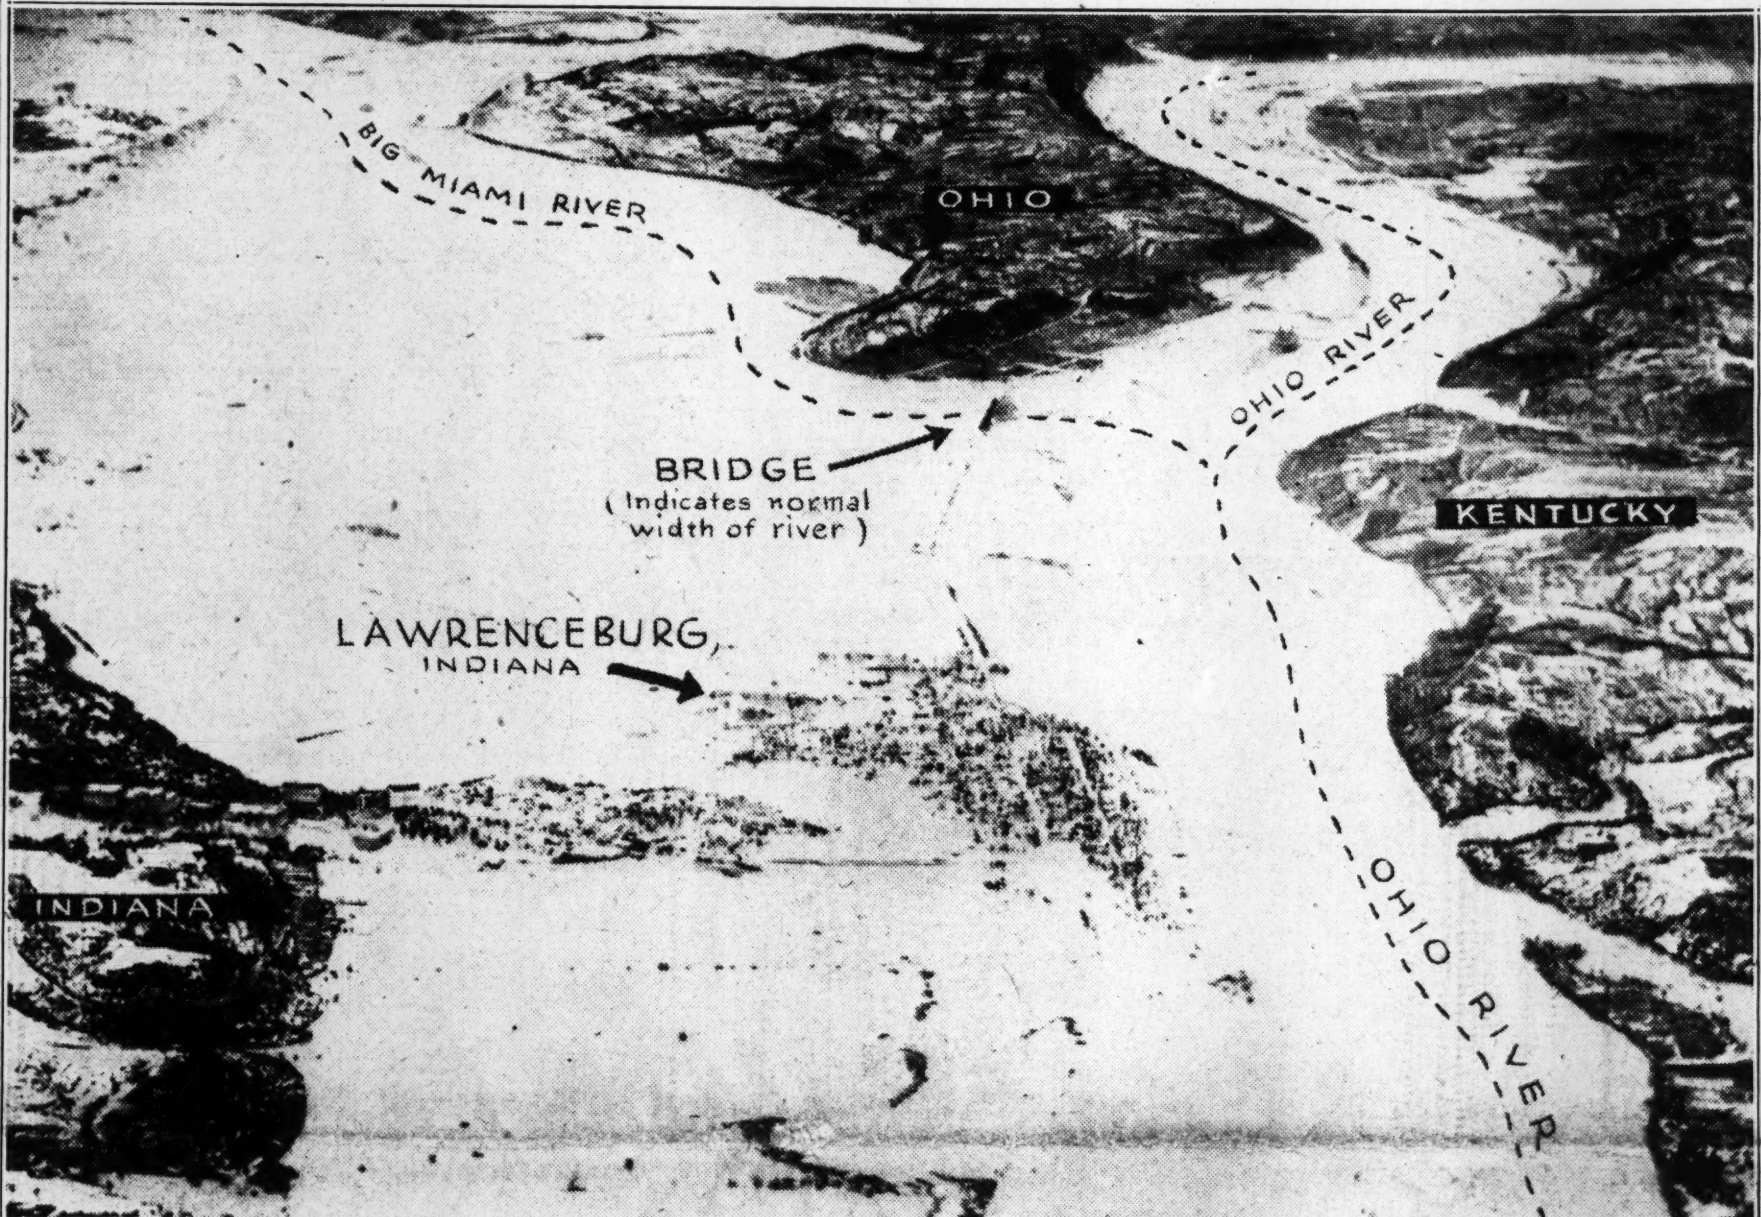 BIG MIAMI RIVER
OHIO
OHIO RIVER
BRIDGE
(Indicates normal
width of river)
KENTUCKY
LAWRENCEBURG,
INDIANA
INDIANA
OHIO RIVER